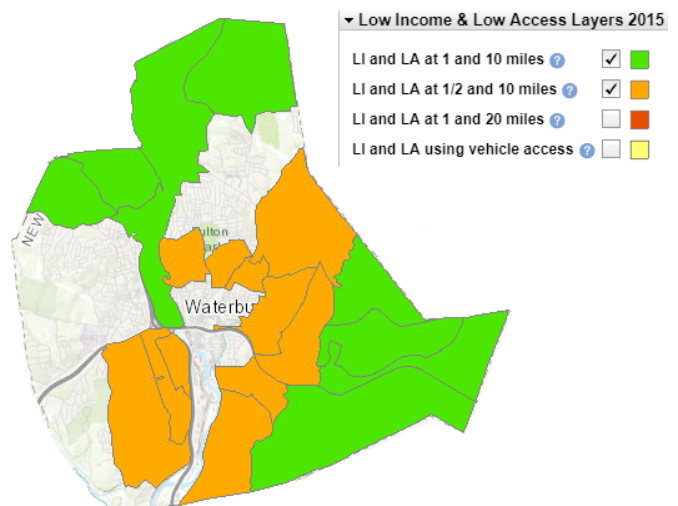 Low Income & Low Access Layers 2015
LI and LA at 1 and 10 miles ?
LI and LA at 1/2 and 10 miles ?
LI and LA at 1 and 20 miles ?
LI and LA using vehicle access ?
NEW
ulton
ar
Waterbu